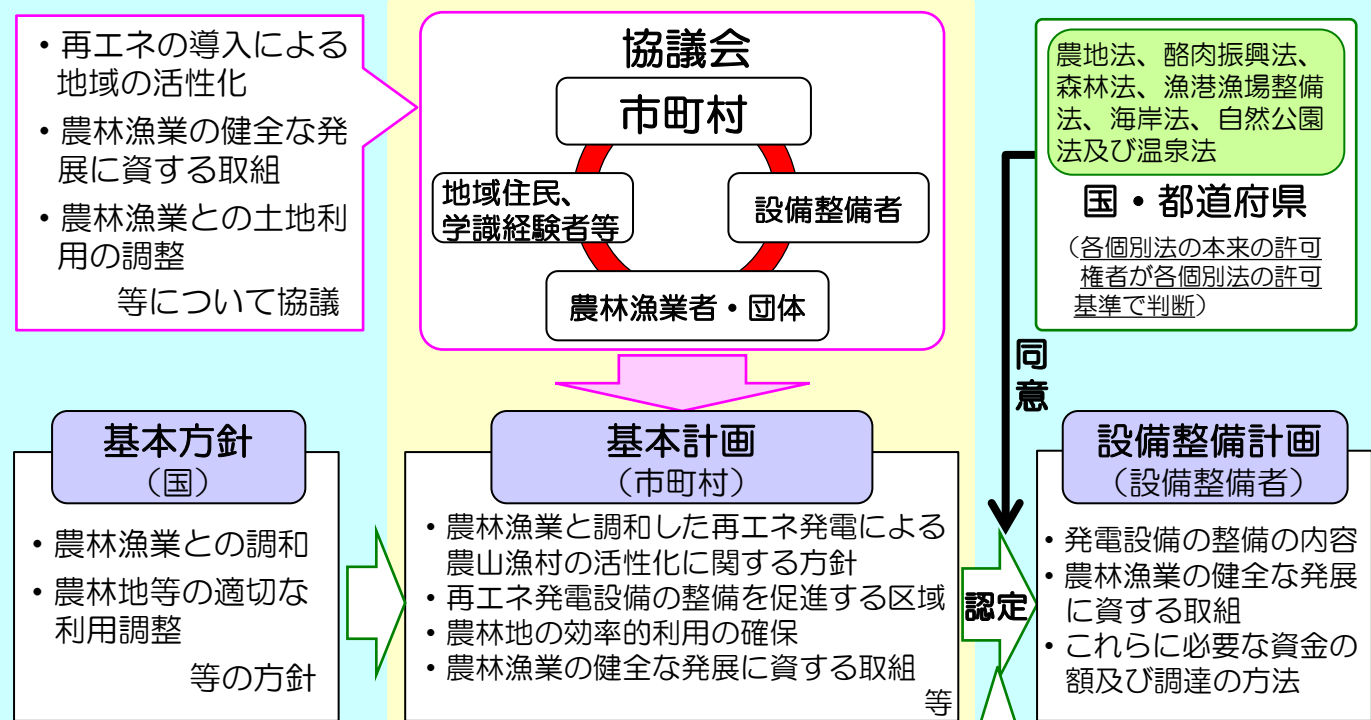 ・再エネの導入による
地域の活性化
・農林漁業の健全な発
展に資する取組
・農林漁業との土地利
用の調整
等について協議
協議会
市町村
地域住民、
学識経験者等
設備整備者
農林漁業者・団体
農地法、酪肉振興法、
森林法、漁港漁場整備
法、海岸法、自然公園
法及び温泉法
国・都道府県
（各個別法の本来の許可
権者が各個別法の許可
基準で判断）
同
意
基本方針
（国）
・農林漁業との調和
・農林地等の適切な
利用調整
等の方針
基本計画
（市町村）
・農林漁業と調和した再エネ発電による
農山漁村の活性化に関する方針
・再エネ発電設備の整備を促進する区域
・農林地の効率的利用の確保
・農林漁業の健全な発展に資する取組
等
認定
設備整備計画
（設備整備者）
・発電設備の整備の内容
・農林漁業の健全な発展
に資する取組
・これらに必要な資金の
額及び調達の方法